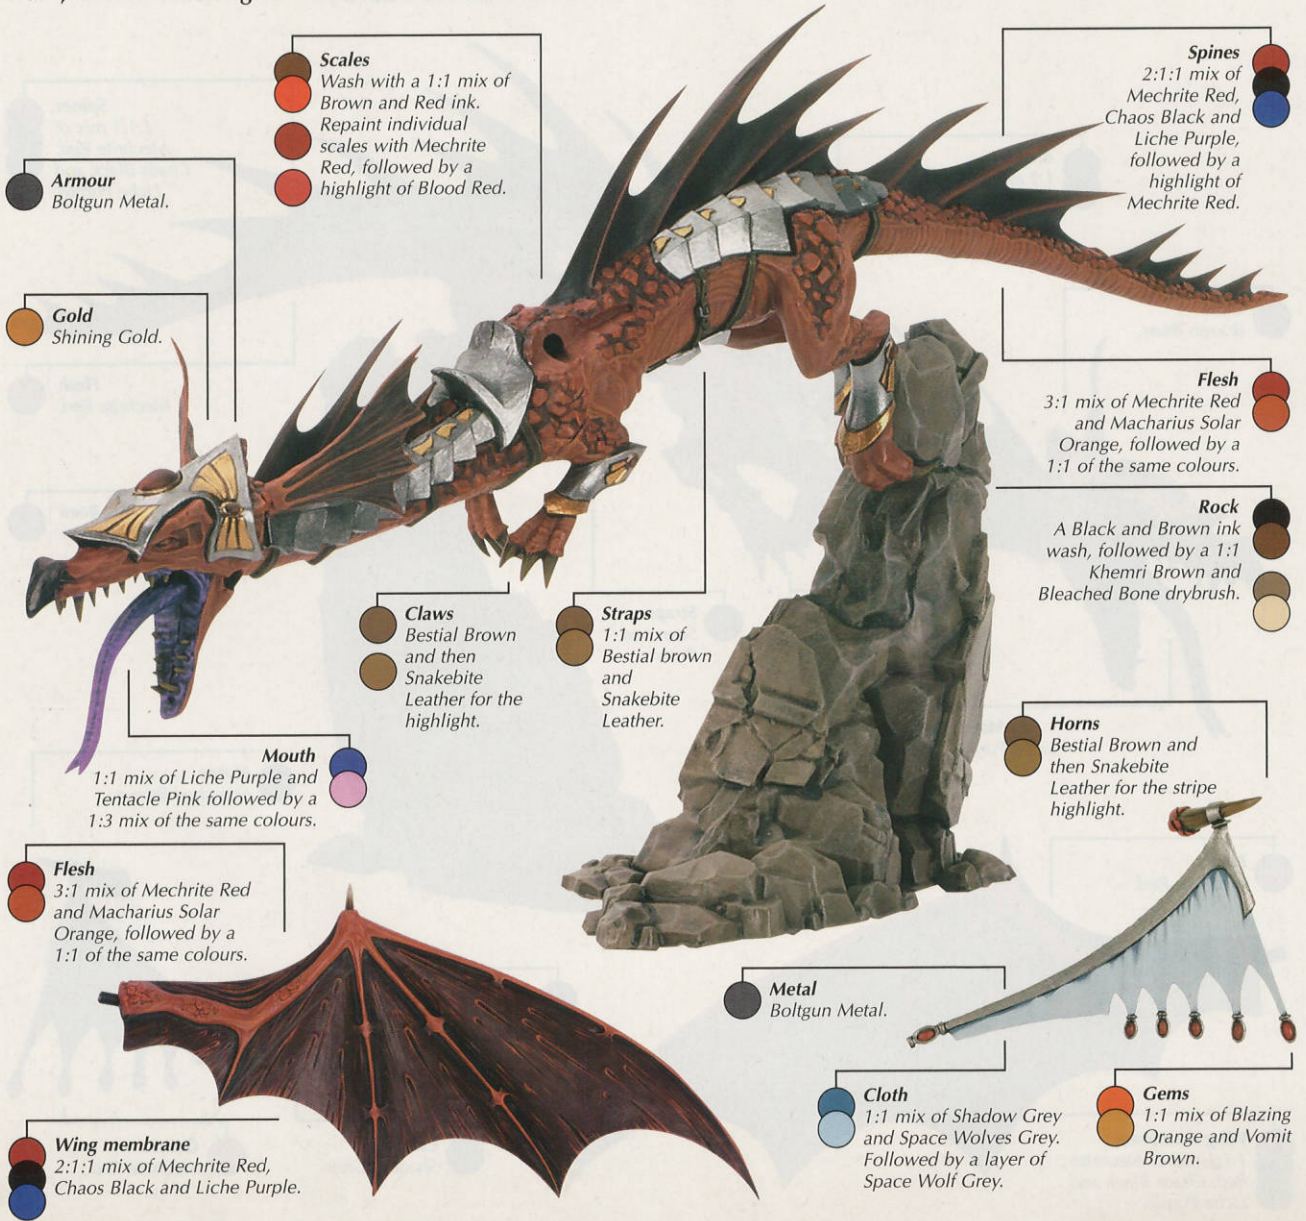 Scales
Wash with a 1:1 mix of
Brown and Red ink.
Repaint individual
scales with Mechrite
Red, followed by a
highlight of Blood Red.
Spines
2:1:1 mix of
Mechrite Red,
Chaos Black and
Liche Purple,
followed by a
highlight of
Mechrite Red.
Armour
Boltgun Metal.
Gold
Shining Gold.
Flesh
3:1 mix of Mechrite Red
and Macharius Solar
Orange, followed by a
1:1 of the same colours.
Rock
A Black and Brown ink
wash, followed by a 1:1
Khemri Brown and
Bleached Bone drybrush.
Claws
Bestial Brown
and then
Snakebite
Leather for the
highlight.
Straps
1:1 mix of
Bestial brown
and
Snakebite
Leather.
Horns
Bestial Brown and
then Snakebite
Leather for the stripe
highlight.
Mouth
1:1 mix of Liche Purple and
Tentacle Pink followed by a
1:3 mix of the same colours.
Flesh
3:1 mix of Mechrite Red
and Macharius Solar
Orange, followed by a
1:1 of the same colours.
Metal
Boltgun Metal.
Cloth
1:1 mix of Shadow Grey
and Space Wolves Grey.
Followed by a layer of
Space Wolf Grey.
Gems
1:1 mix of Blazing
Orange and Vomit
Brown.
Wing membrane
2:1:1 mix of Mechrite Red,
Chaos Black and Liche Purple.